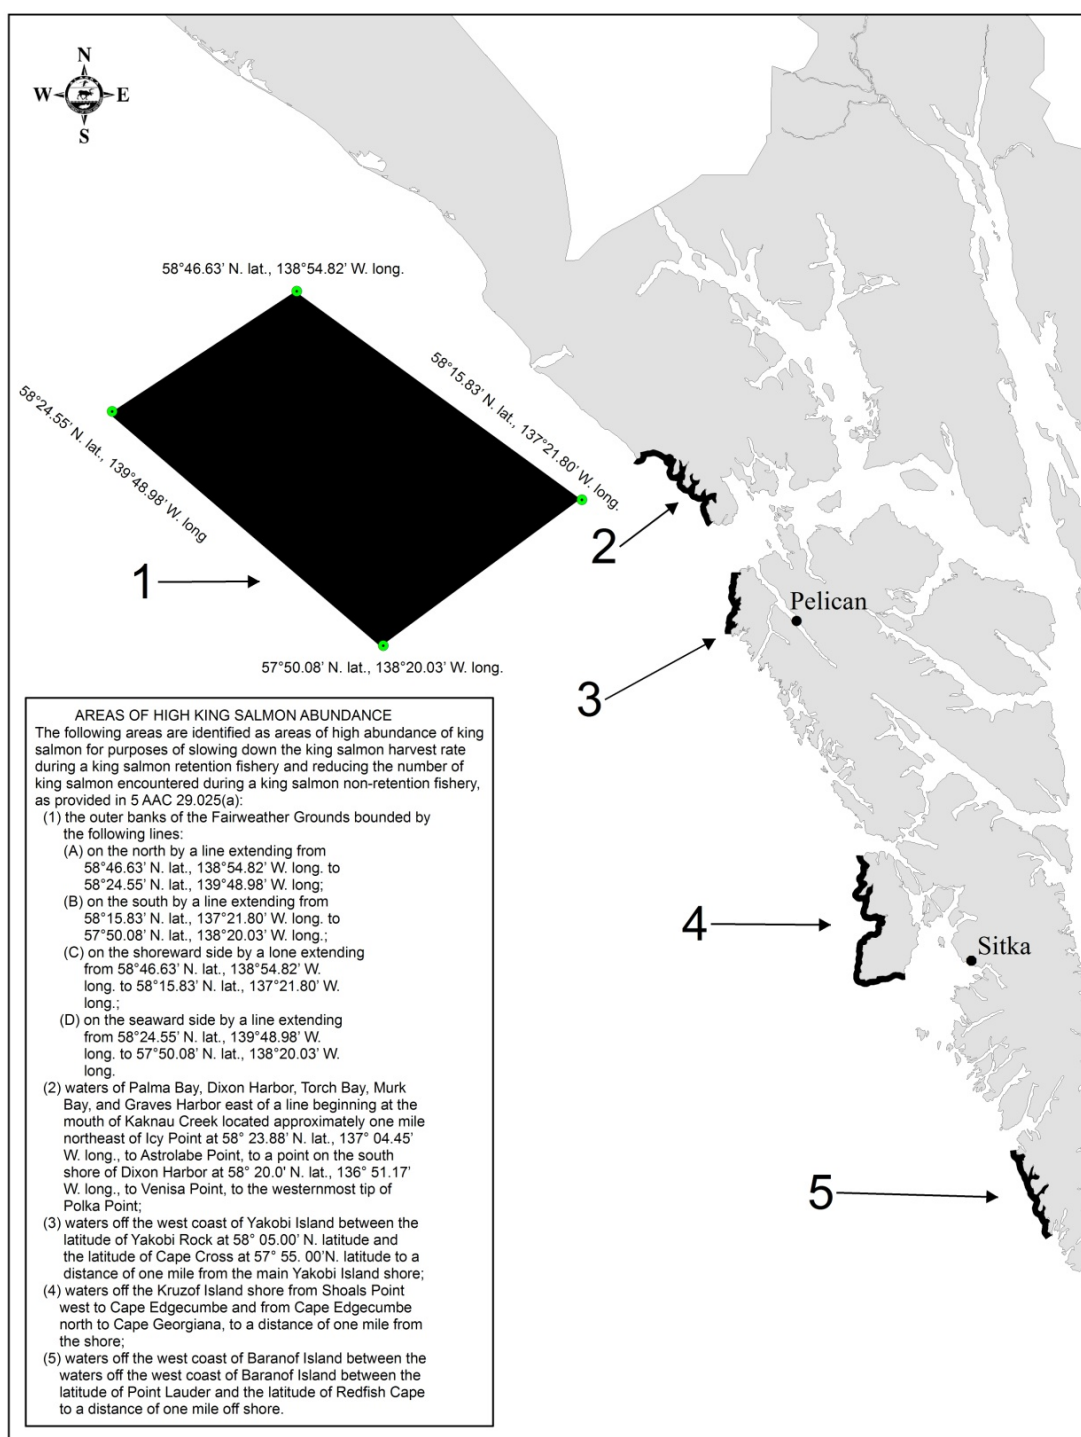 N
W E
S
58°46.63' N. lat., 138°54.82' W. long.
58°15.83' N. lat., 137°21.80' W. long.
58°24.55' N. lat., 139°48.98' W. long
1
2
57°50.08' N. lat., 138°20.03' W. long.
3
Pelican
4
Sitka
5
AREAS OF HIGH KING SALMON ABUNDANCE
The following areas are identified as areas of high abundance of king
salmon for purposes of slowing down the king salmon harvest rate
during a king salmon retention fishery and reducing the number of
king salmon encountered during a king salmon non-retention fishery,
as provided in 5 AAC 29.025(a):
(1) the outer banks of the Fairweather Grounds bounded by
the following lines:
(A) on the north by a line extending from
58°46.63' N. lat., 138°54.82' W. long. to
58°24.55' N. lat., 139°48.98' W. long;
(B) on the south by a line extending from
58°15.83' N. lat., 137°21.80' W. long. to
57°50.08' N. lat., 138°20.03' W. long.;
(C) on the shoreward side by a lone extending
from 58°46.63' N. lat., 138°54.82' W.
long. to 58°15.83' N. lat., 137°21.80' W.
long.;
(D) on the seaward side by a line extending
from 58°24.55' N. lat., 139°48.98' W.
long. to 57°50.08' N. lat., 138°20.03' W.
long.
(2) waters of Palma Bay, Dixon Harbor, Torch Bay, Murk
Bay, and Graves Harbor east of a line beginning at the
mouth of Kaknau Creek located approximately one mile
northeast of Icy Point at 58° 23.88' N. lat., 137° 04.45'
W. long., to Astrolabe Point, to a point on the south
shore of Dixon Harbor at 58° 20.0' N. lat., 136° 51.17'
W. long., to Venisa Point, to the westernmost tip of
Polka Point;
(3) waters off the west coast of Yakobi Island between the
latitude of Yakobi Rock at 58° 05.00' N. latitude and
the latitude of Cape Cross at 57° 55. 00'N. latitude to a
distance of one mile from the main Yakobi Island shore;
(4) waters off the Kruzof Island shore from Shoals Point
west to Cape Edgecumbe and from Cape Edgecumbe
north to Cape Georgiana, to a distance of one mile from
the shore;
(5) waters off the west coast of Baranof Island between the
waters off the west coast of Baranof Island between the
latitude of Point Lauder and the latitude of Redfish Cape
to a distance of one mile off shore.